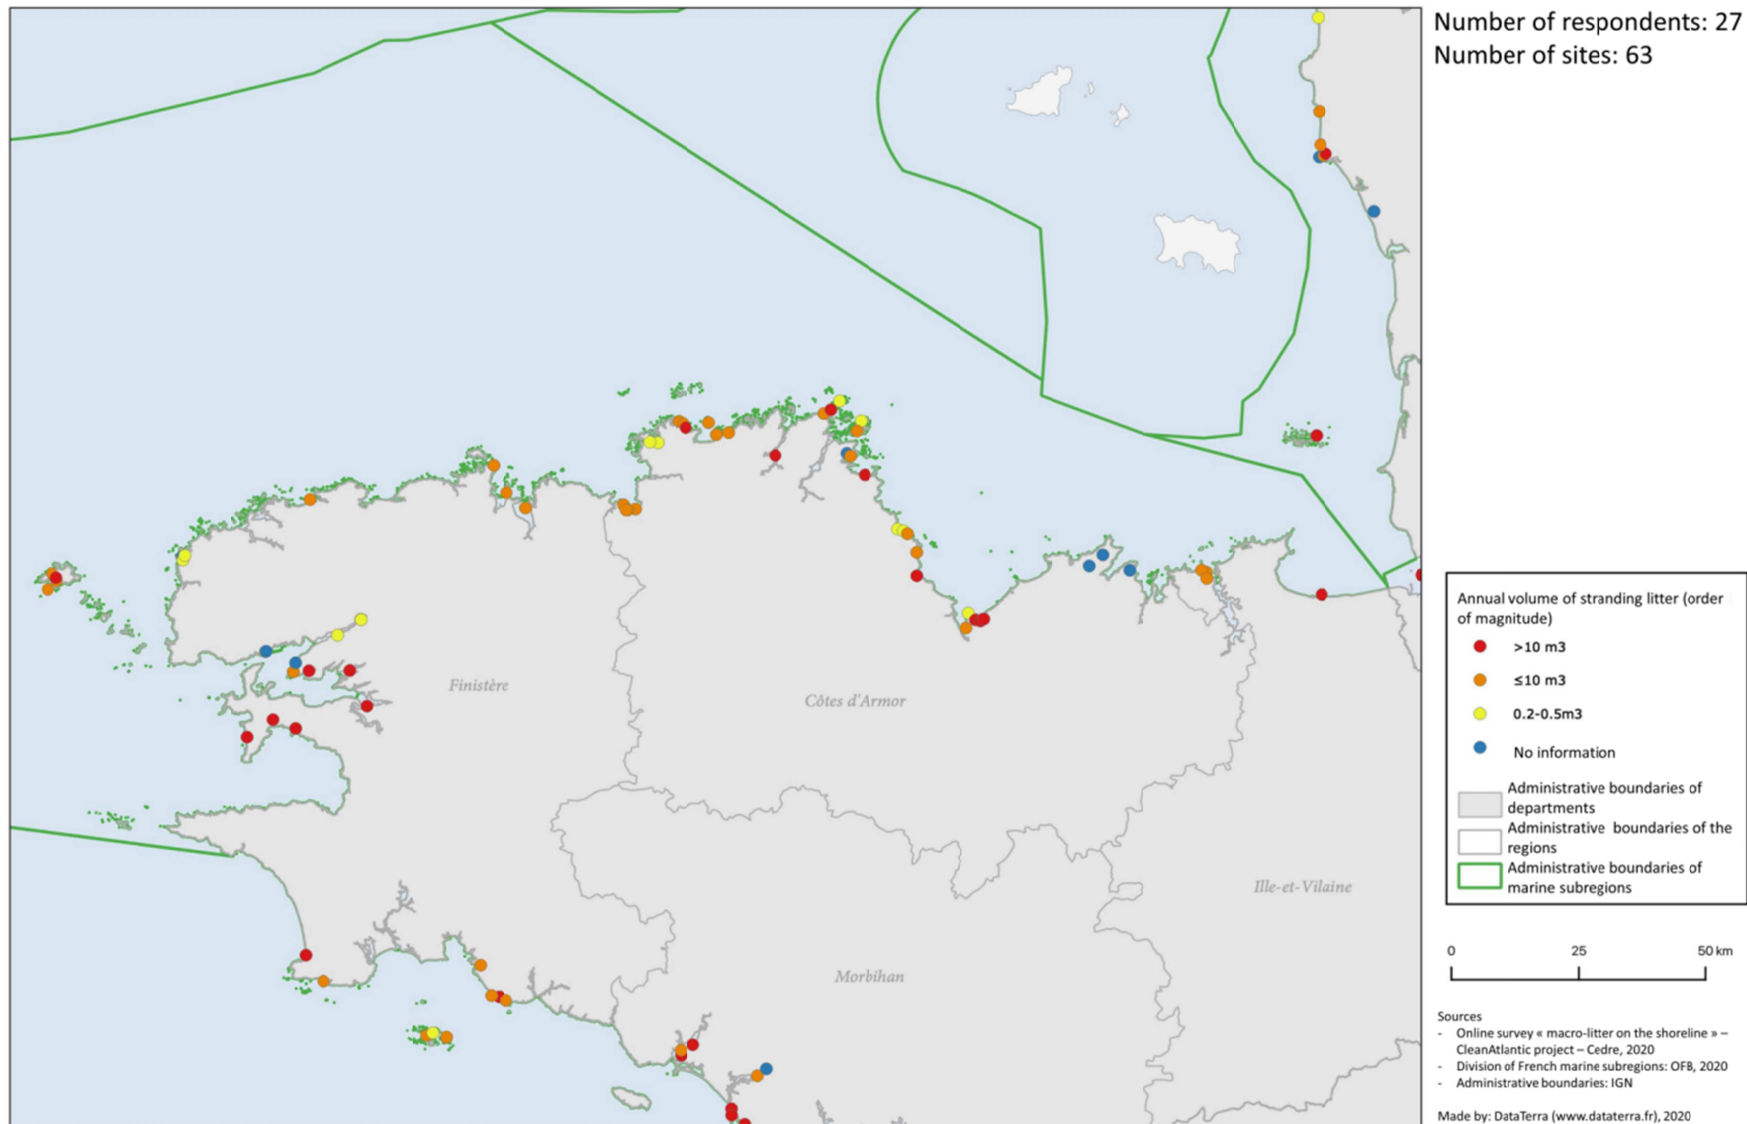 Number of respondents: 27
Number of sites: 63
Finistère
Côtes d'Armor
Ille-et-Vilaine
Morbihan
Annual volume of stranding litter (order
of magnitude)
>10 m3
≤10 m3
0.2-0.5m3
No information
Administrative boundaries of
departments
Administrative boundaries of the
regions
Administrative boundaries of
marine subregions
0 25 50 km
Sources
- Online survey « macro-litter on the shoreline » –
CleanAtlantic project – Cedre, 2020
- Division of French marine subregions: OFB, 2020
- Administrative boundaries: IGN
Made by: DataTerra (www.dataterra.fr), 2020